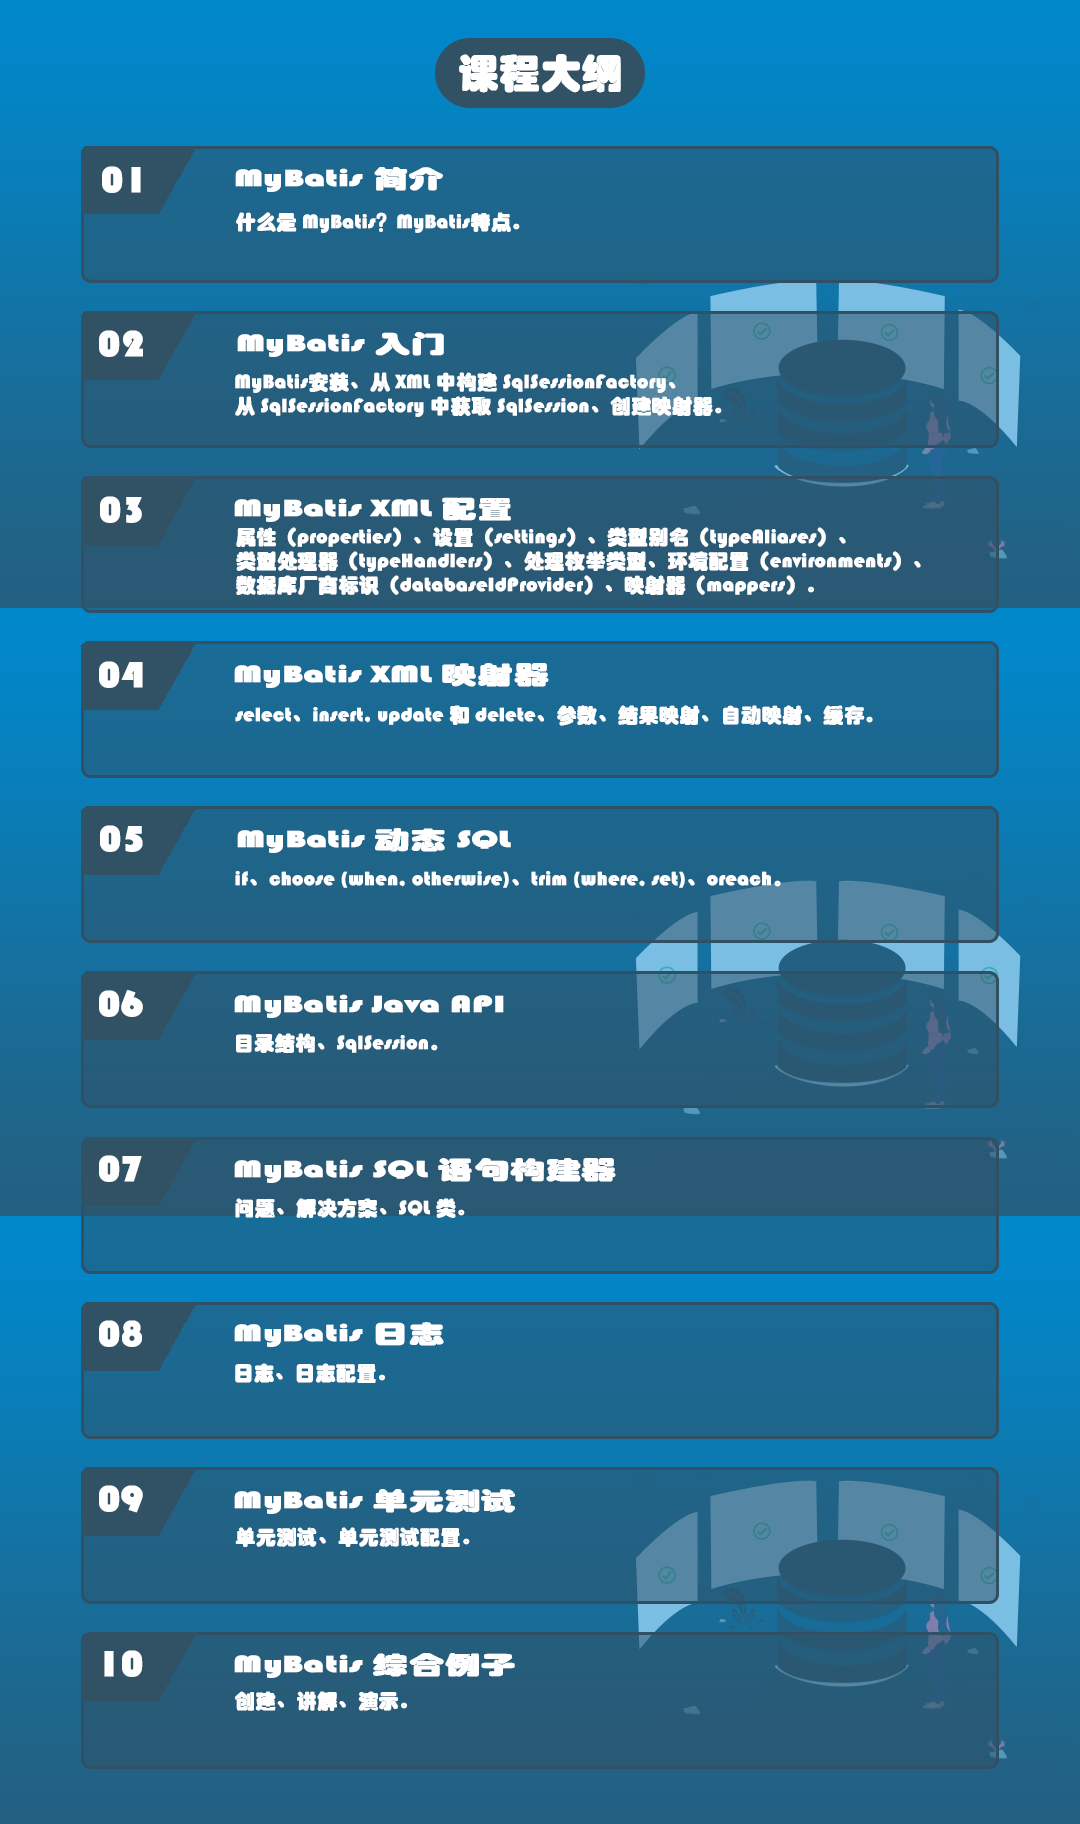 课程大纲
01
MyBatis 简介
什么是 MyBatis？MyBatis特点。
02
MyBatis 入门
MyBatis安装、从 XML 中构建 SqlSessionFactory、
从 SqlSessionFactory 中获取 SqlSession、创建映射器。
03
MyBatis XML 配置
属性（properties）、设置（settings）、类型别名（typeAliases）、
类型处理器（typeHandlers）、处理枚举类型、环境配置（environments）、
数据库厂商标识（databaseIdProvider）、映射器（mappers）。
04
MyBatis XML 映射器
select、insert, update 和 delete、参数、结果映射、自动映射、缓存。
05
MyBatis 动态 SQL
if、choose (when, otherwise)、trim (where, set)、oreach。
06
MyBatis Java API
目录结构、SqlSession。
07
MyBatis SQL 语句构建器
问题、解决方案、SQL 类。
08
MyBatis 日志
日志、日志配置。
09
MyBatis 单元测试
单元测试、单元测试配置。
10
MyBatis 综合例子
创建、讲解、演示。